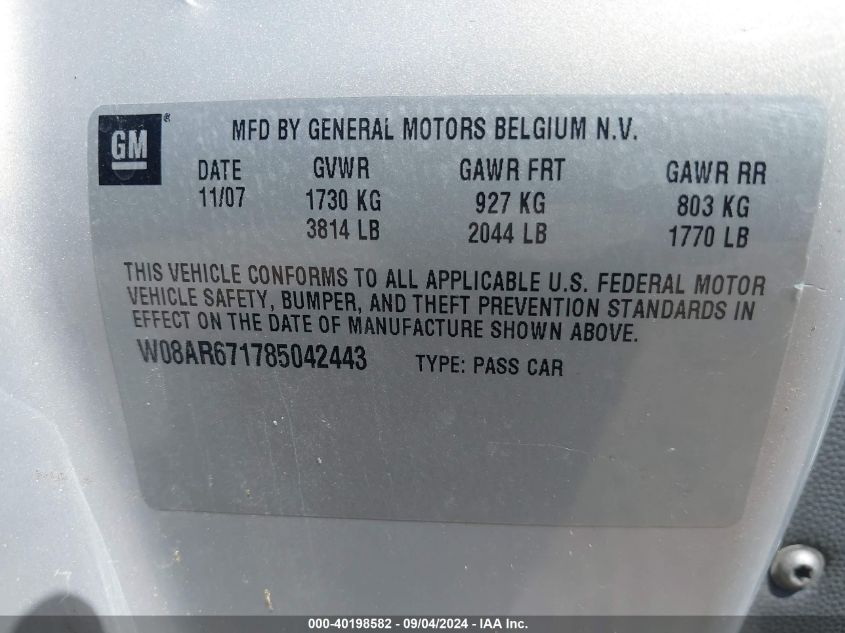 GM®
MFD BY GENERAL MOTORS BELGIUM N.V.
DATE GVWR GAWR FRT GAWR RR
11/07 1730 KG 927 KG 803 KG
3814 LB 2044 LB 1770 LB
THIS VEHICLE CONFORMS TO ALL APPLICABLE U.S. FEDERAL MOTOR
VEHICLE SAFETY, BUMPER, AND THEFT PREVENTION STANDARDS IN
EFFECT ON THE DATE OF MANUFACTURE SHOWN ABOVE.
W08AR671785042443 TYPE: PASS CAR
000-40198582 - 09/04/2024 - IAA Inc.